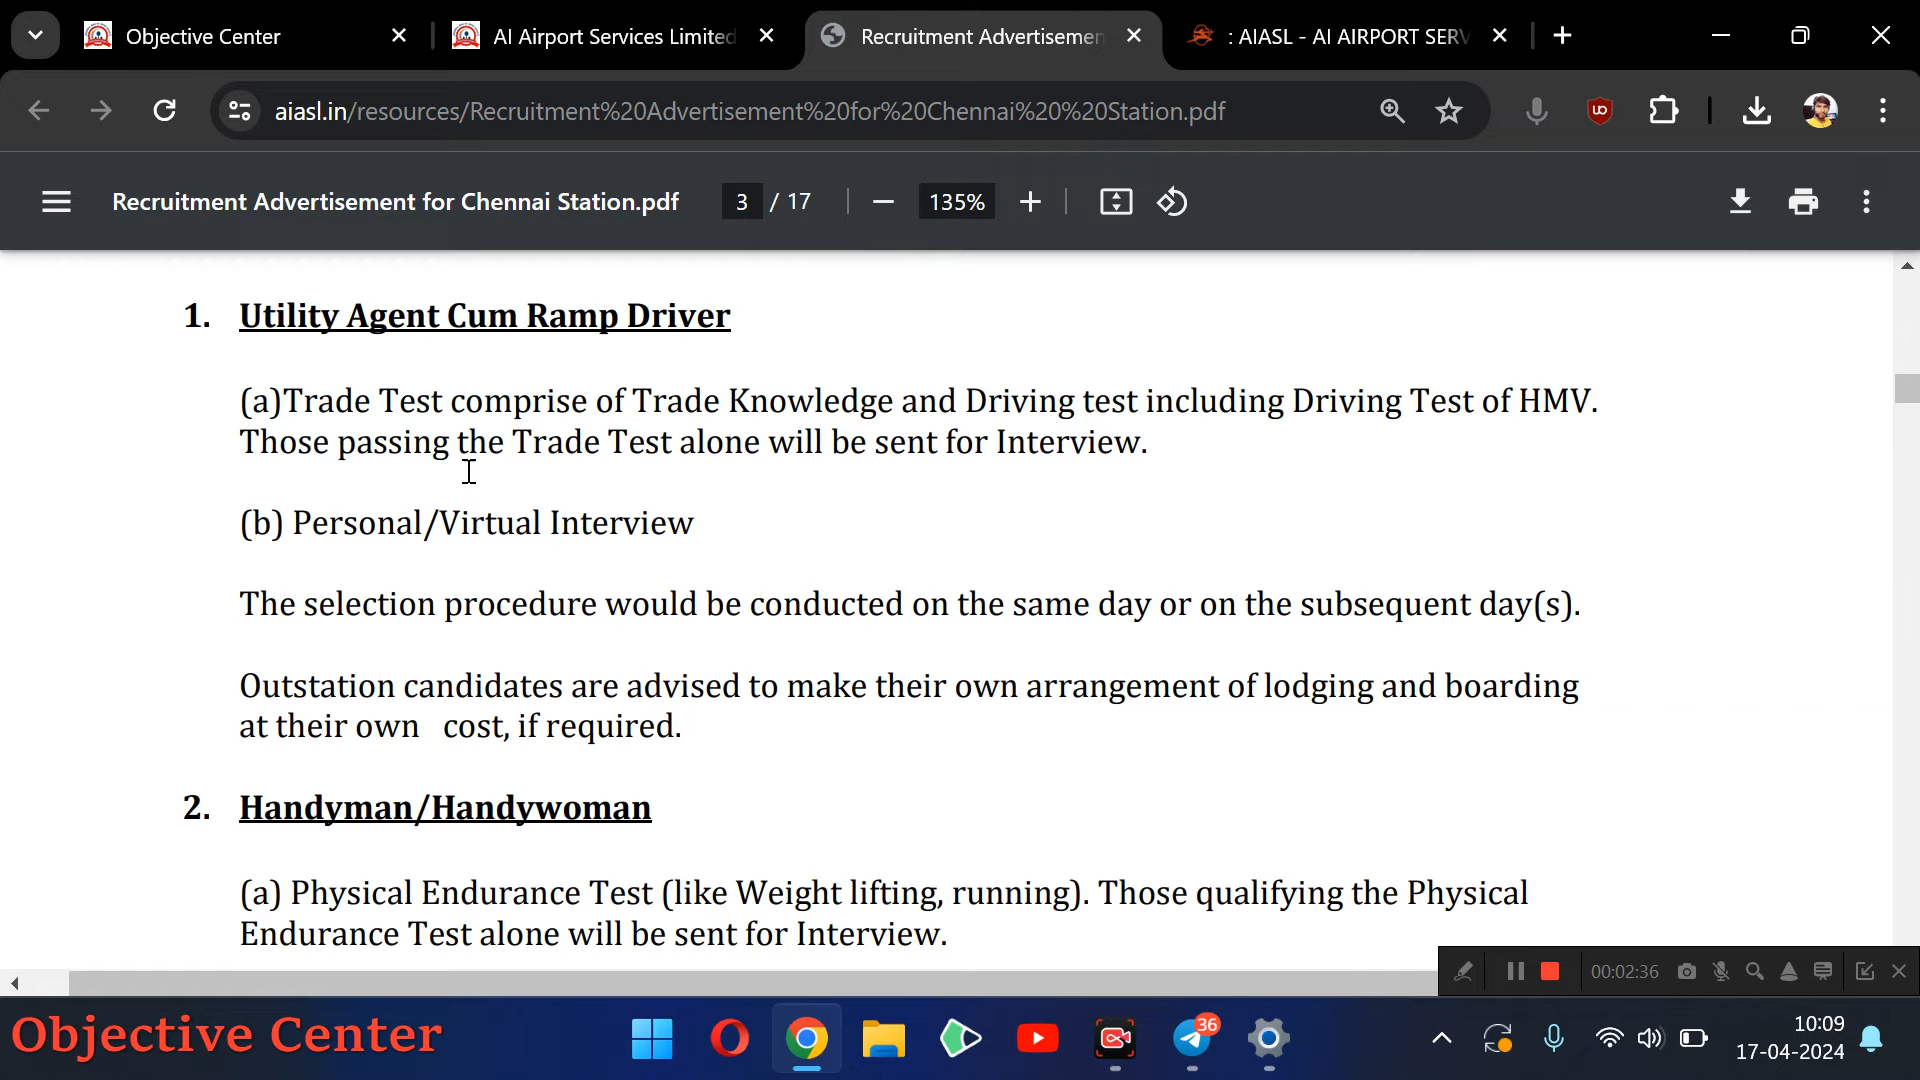 Objective Center
AI Airport Services Limited
Recruitment Advertisemen
: AIASL - AI AIRPORT SERV
aiasl.in/resources/Recruitment%20Advertisement%20for%20Chennai%20%20Station.pdf
Recruitment Advertisement for Chennai Station.pdf
3 / 17
135%
1. Utility Agent Cum Ramp Driver
(a)Trade Test comprise of Trade Knowledge and Driving test including Driving Test of HMV.
Those passing the Trade Test alone will be sent for Interview.
(b) Personal/Virtual Interview
The selection procedure would be conducted on the same day or on the subsequent day(s).
Outstation candidates are advised to make their own arrangement of lodging and boarding
at their own cost, if required.
2. Handyman/Handywoman
(a) Physical Endurance Test (like Weight lifting, running). Those qualifying the Physical
Endurance Test alone will be sent for Interview.
00:02:36
Objective Center
36
10:09
17-04-2024